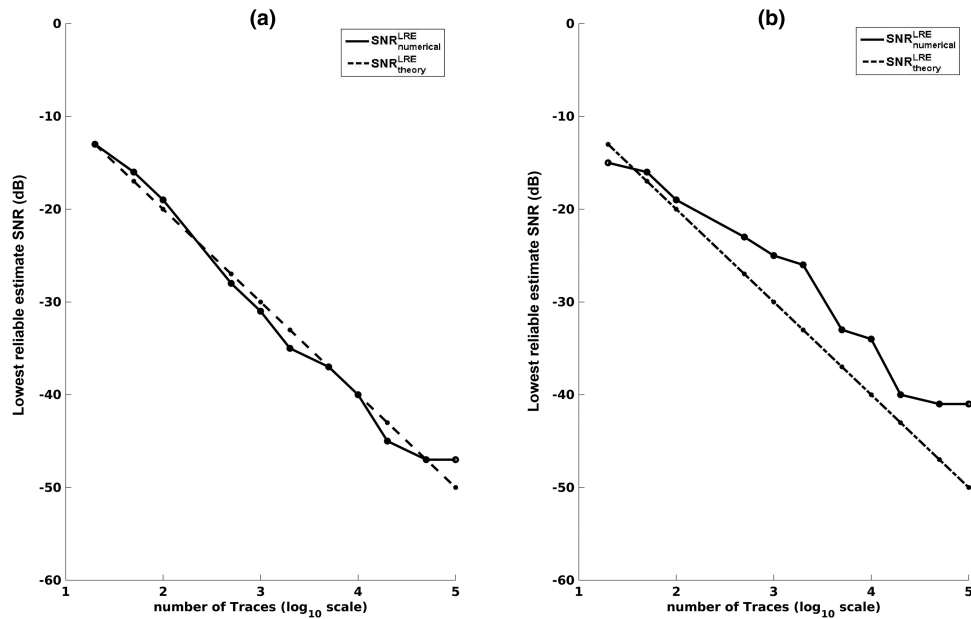 (a)
SNR^LRE_numerical
SNR^LRE_theory
0
-10
-20
-30
-40
-50
-60
Lowest reliable estimate SNR (dB)
1 2 3 4 5
number of Traces (log10 scale)
(b)
SNR^LRE_numerical
SNR^LRE_theory
0
-10
-20
-30
-40
-50
-60
Lowest reliable estimate SNR (dB)
1 2 3 4 5
number of Traces (log10 scale)